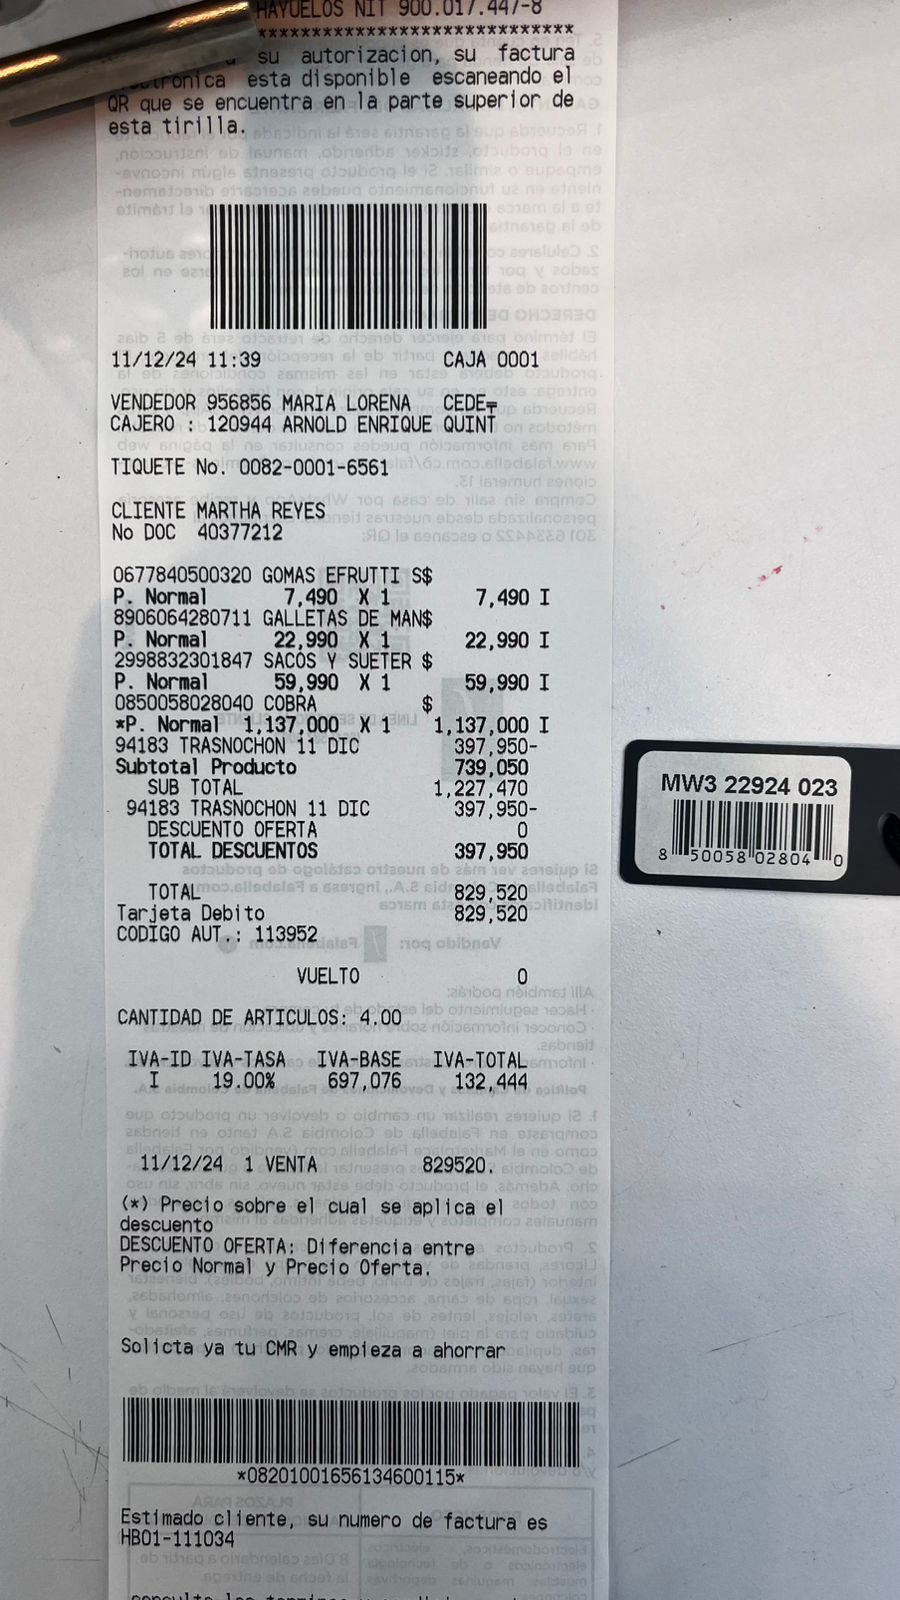 HAYUELOS NIT 900.017.447-8
******************************
su autorizacion, su factura
electronica esta disponible escaneando el
QR que se encuentra en la parte superior de
esta tirilla.
11/12/24 11:39 CAJA 0001
VENDEDOR 956856 MARIA LORENA CEDE
CAJERO : 120944 ARNOLD ENRIQUE QUINT
TIQUETE No. 0082-0001-6561
CLIENTE MARTHA REYES
No DOC 40377212
0677840500320 GOMAS EFRUTTI S$
P. Normal 7,490 X 1 7,490 I
8906064280711 GALLETAS DE MAN$
P. Normal 22,990 X 1 22,990 I
2998832301847 SACOS Y SUETER $
P. Normal 59,990 X 1 59,990 I
0850058028040 COBRA $
*P. Normal 1,137,000 X 1 1,137,000 I
94183 TRASNOCHON 11 DIC 397,950-
Subtotal Producto 739,050
SUB TOTAL 1,227,470
94183 TRASNOCHON 11 DIC 397,950-
DESCUENTO OFERTA 0
TOTAL DESCUENTOS 397,950
TOTAL 829,520
Tarjeta Debito 829,520
CODIGO AUT.: 113952
VUELTO 0
CANTIDAD DE ARTICULOS: 4.00
IVA-ID IVA-TASA IVA-BASE IVA-TOTAL
I 19.00% 697,076 132,444
11/12/24 1 VENTA 829520.
(*) Precio sobre el cual se aplica el
descuento
DESCUENTO OFERTA: Diferencia entre
Precio Normal y Precio Oferta.
Solicta ya tu CMR y empieza a ahorrar
*08201001656134600115*
Estimado cliente, su numero de factura es
HB01-111034
MW3 22924 023
8 50058 02804 0